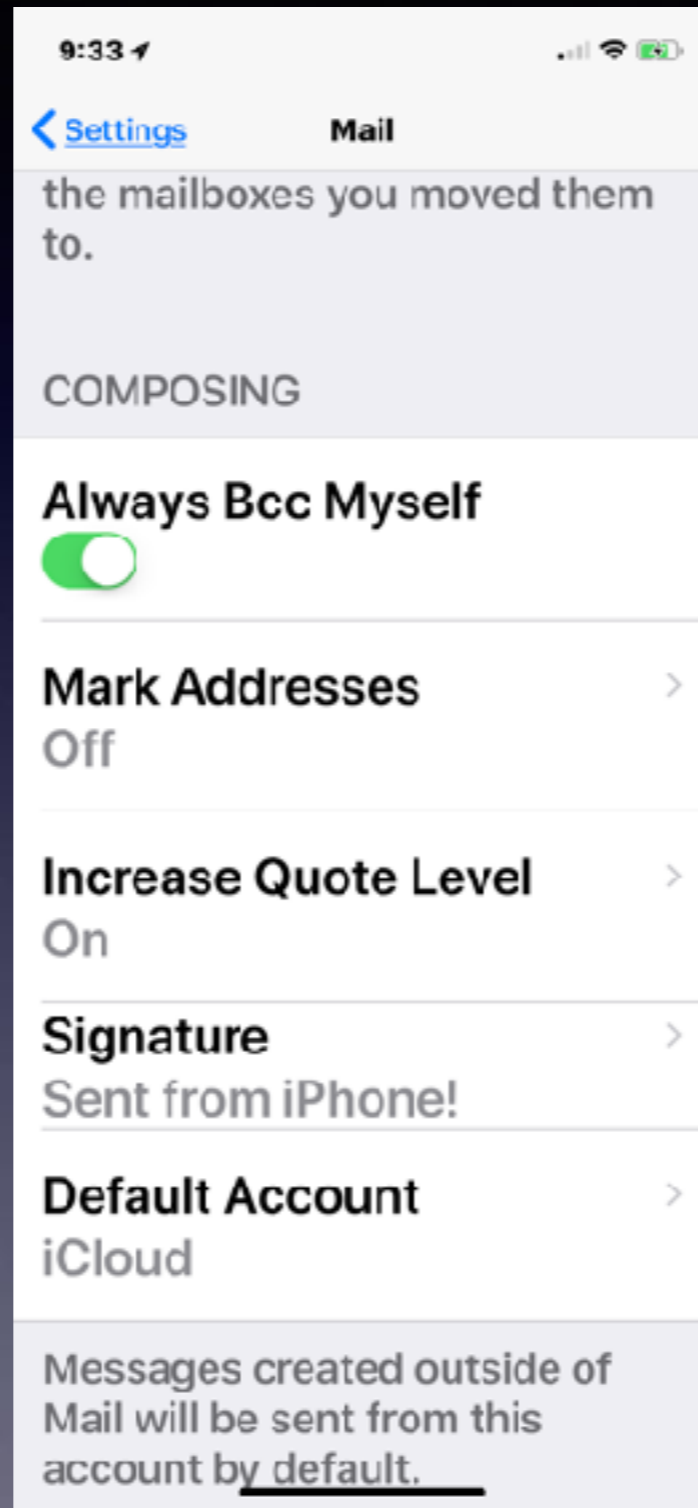 9:33
Settings
Mail
the mailboxes you moved them
to.
COMPOSING
Always Bcc Myself
Mark Addresses
Off
Increase Quote Level
On
Signature
Sent from iPhone!
Default Account
iCloud
Messages created outside of
Mail will be sent from this
account by default.